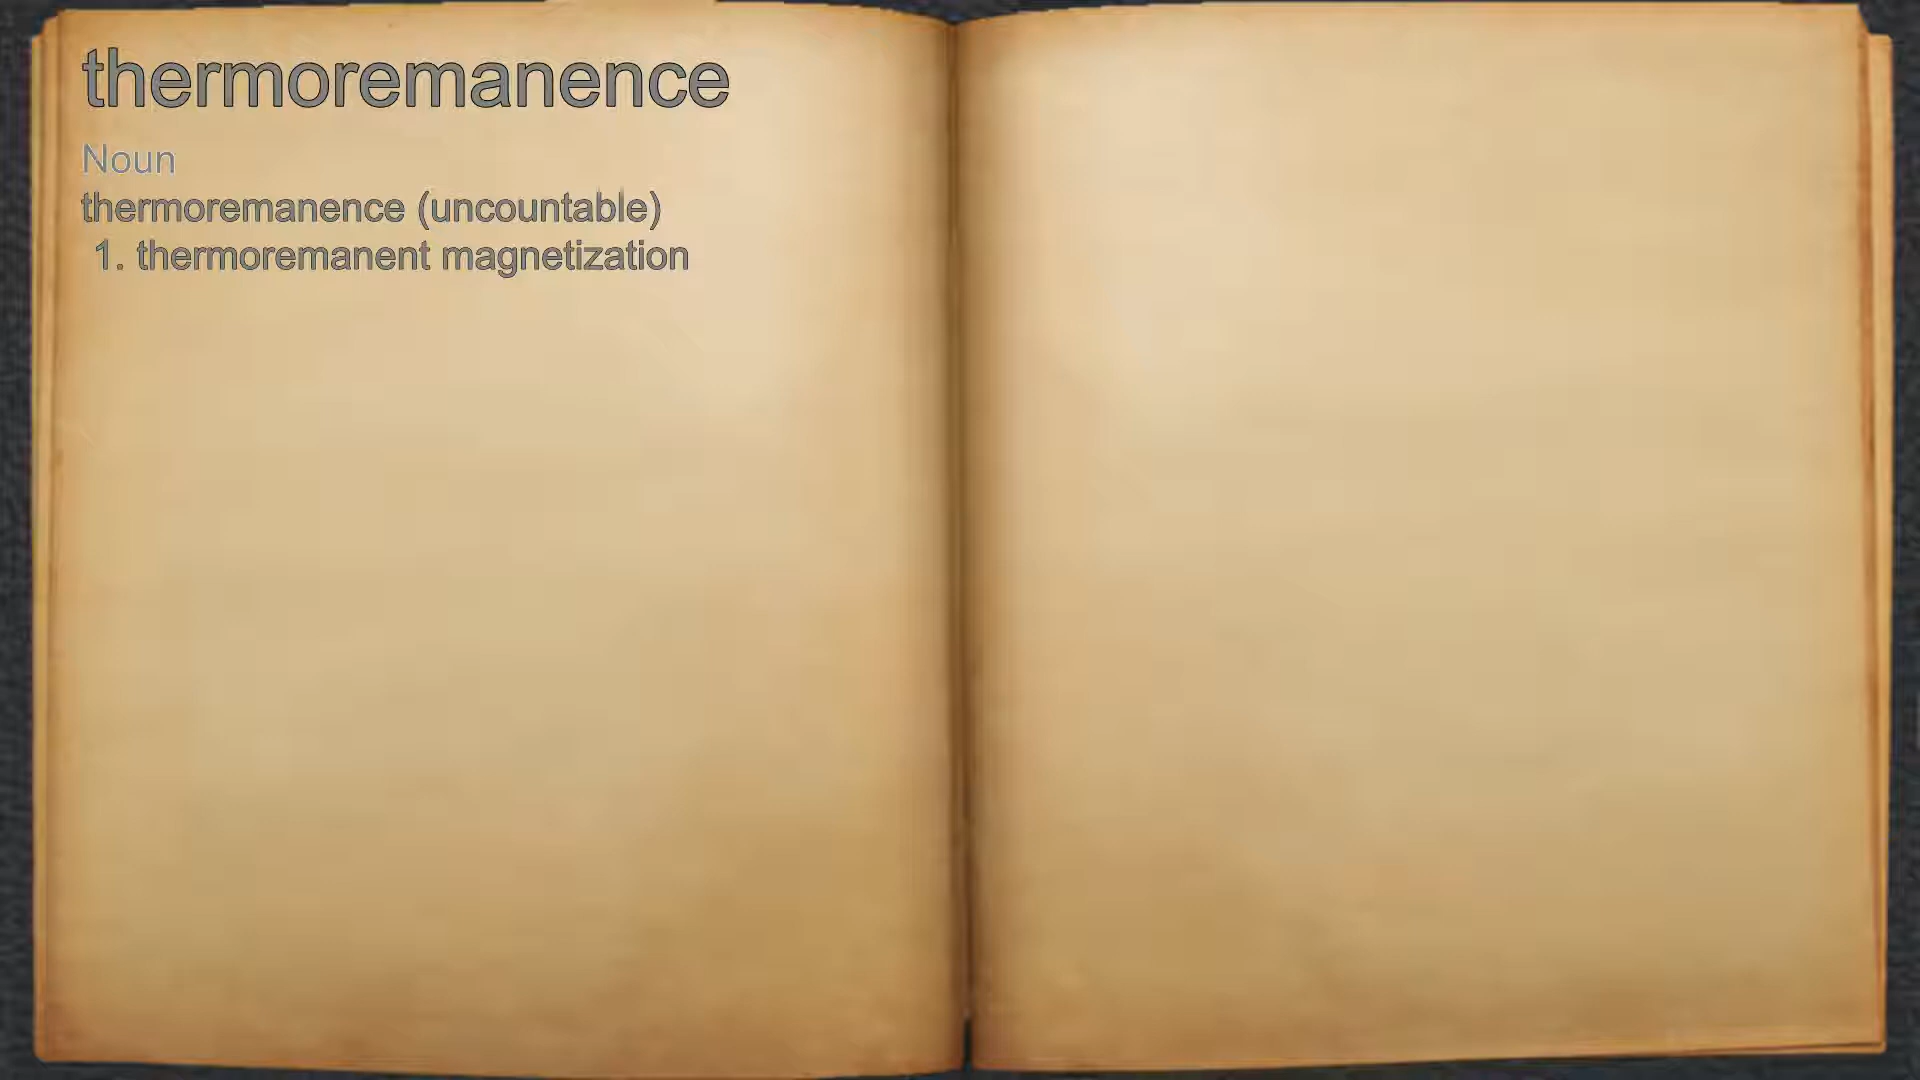 thermoremanence
Noun
thermoremanence (uncountable)
1. thermoremanent magnetization